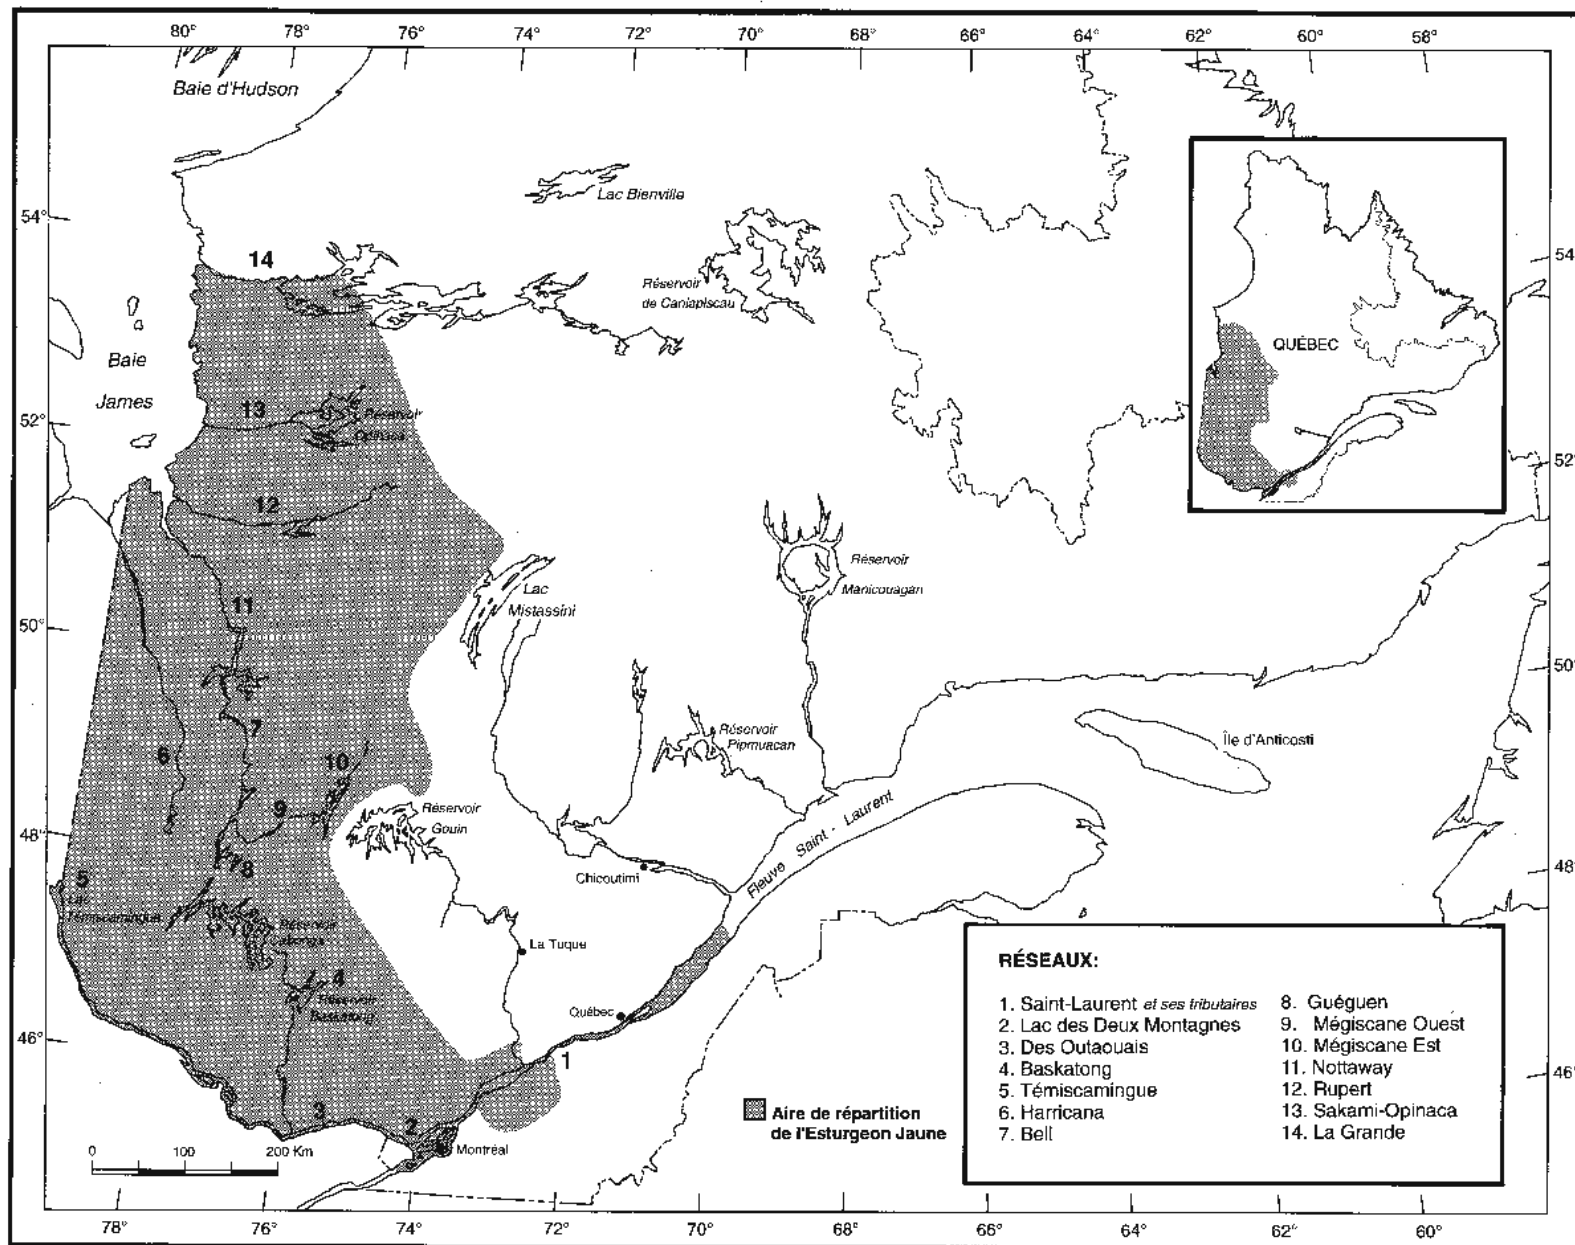 80° 78° 76° 74° 72° 70° 68° 66° 64° 62° 60° 58°
Baie d'Hudson
Lac Bienville
54°
54°
14
Réservoir
de Caniapiscau
Baie
James
QUÉBEC
13
Réservoir
Opinaca
52°
52°
12
Réservoir
Manicouagan
Lac
Mistassini
11
50°
50°
7
Réservoir
Pipmuacan
Île d'Anticosti
6
10
9
Réservoir
Gouin
Fleuve Saint-Laurent
48°
48°
8
Chicoutimi
5
Lac
Témiscamingue
Réservoir
Cabonga
La Tuque
4
Réservoir
Baskatong
Québec
46°
46°
1
3
2
Montréal
0 100 200 Km
Aire de répartition
de l'Esturgeon Jaune
RÉSEAUX:
1. Saint-Laurent et ses tributaires
2. Lac des Deux Montagnes
3. Des Outaouais
4. Baskatong
5. Témiscamingue
6. Harricana
7. Bell
8. Guéguen
9. Mégiscane Ouest
10. Mégiscane Est
11. Nottaway
12. Rupert
13. Sakami-Opinaca
14. La Grande
78° 76° 74° 72° 70° 68° 66° 64° 62° 60°